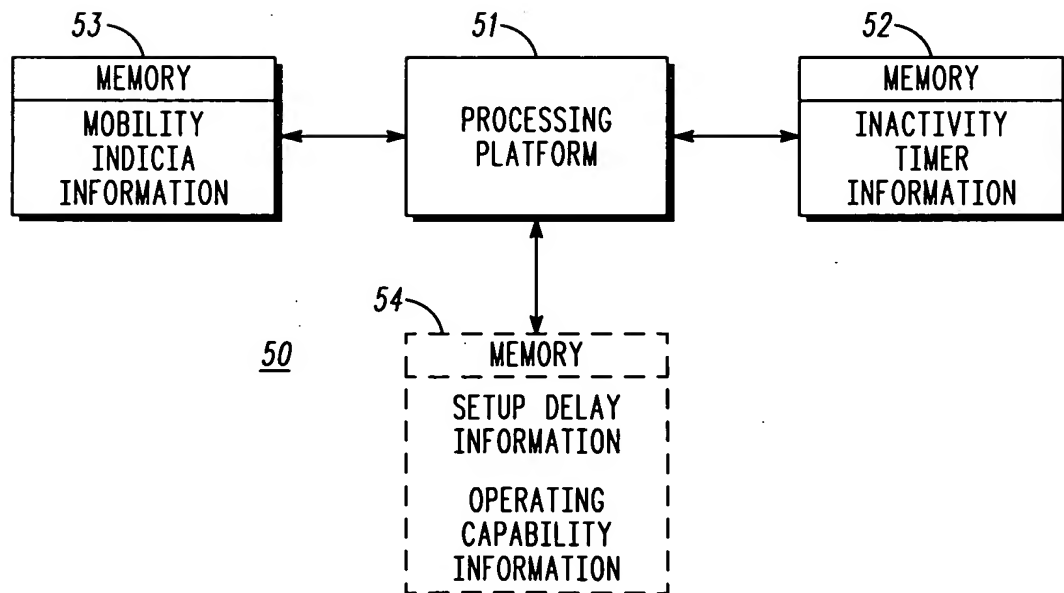 53
MEMORY
MOBILITY
INDICIA
INFORMATION
51
PROCESSING
PLATFORM
52
MEMORY
INACTIVITY
TIMER
INFORMATION
50
54
MEMORY
SETUP DELAY
INFORMATION
OPERATING
CAPABILITY
INFORMATION